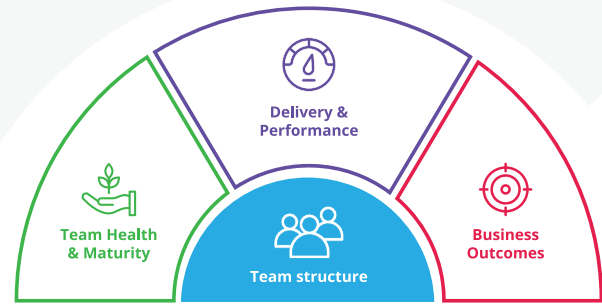 Delivery &
Performance
Team Health
& Maturity
Business
Outcomes
Team structure